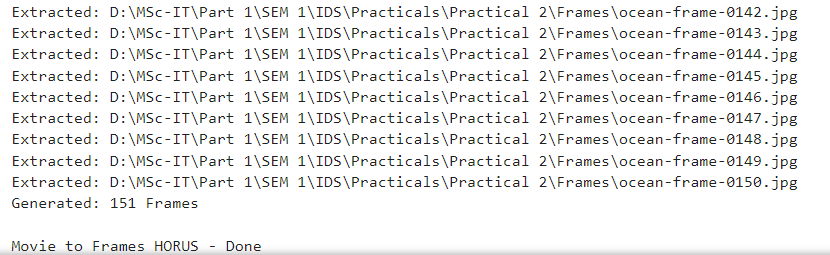 Extracted: D:\MSc-IT\Part 1\SEM 1\IDS\Practicals\Practical 2\Frames\ocean-frame-0142.jpg
Extracted: D:\MSc-IT\Part 1\SEM 1\IDS\Practicals\Practical 2\Frames\ocean-frame-0143.jpg
Extracted: D:\MSc-IT\Part 1\SEM 1\IDS\Practicals\Practical 2\Frames\ocean-frame-0144.jpg
Extracted: D:\MSc-IT\Part 1\SEM 1\IDS\Practicals\Practical 2\Frames\ocean-frame-0145.jpg
Extracted: D:\MSc-IT\Part 1\SEM 1\IDS\Practicals\Practical 2\Frames\ocean-frame-0146.jpg
Extracted: D:\MSc-IT\Part 1\SEM 1\IDS\Practicals\Practical 2\Frames\ocean-frame-0147.jpg
Extracted: D:\MSc-IT\Part 1\SEM 1\IDS\Practicals\Practical 2\Frames\ocean-frame-0148.jpg
Extracted: D:\MSc-IT\Part 1\SEM 1\IDS\Practicals\Practical 2\Frames\ocean-frame-0149.jpg
Extracted: D:\MSc-IT\Part 1\SEM 1\IDS\Practicals\Practical 2\Frames\ocean-frame-0150.jpg
Generated: 151 Frames
Movie to Frames HORUS - Done